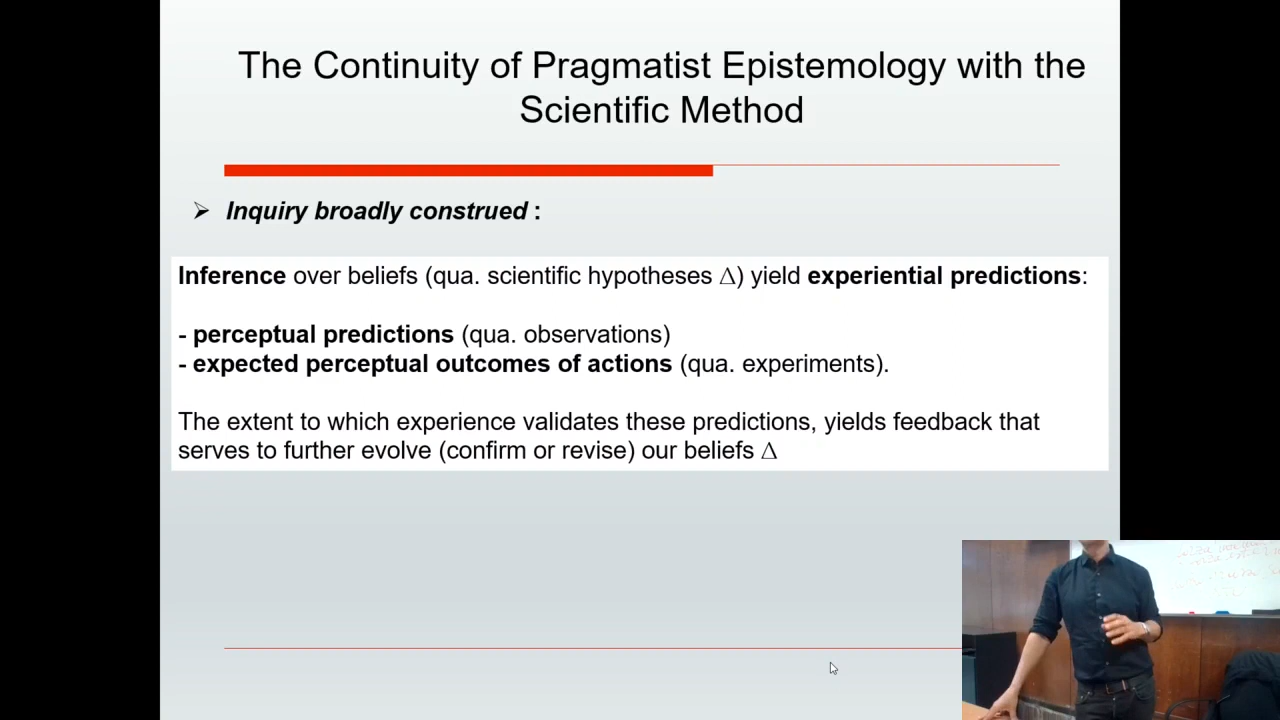 The Continuity of Pragmatist Epistemology with the
Scientific Method
➢ Inquiry broadly construed :
Inference over beliefs (qua. scientific hypotheses Δ) yield experiential predictions:
- perceptual predictions (qua. observations)
- expected perceptual outcomes of actions (qua. experiments).
The extent to which experience validates these predictions, yields feedback that
serves to further evolve (confirm or revise) our beliefs Δ